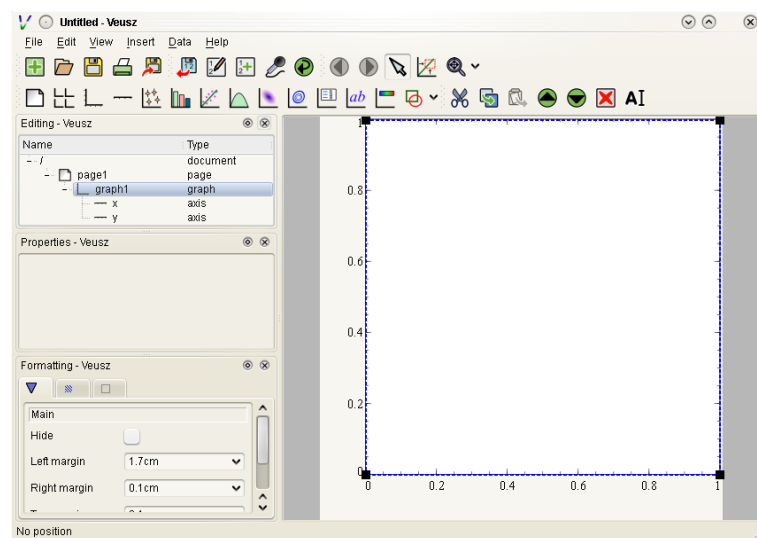 Untitled - Veusz
File Edit View Insert Data Help
ab AI
Editing - Veusz
Name Type
/ document
page1 page
graph1 graph
x axis
y axis
Properties - Veusz
Formatting - Veusz
Main
Hide
Left margin 1.7cm
Right margin 0.1cm
No position
1
0.8
0.6
0.4
0.2
0
0 0.2 0.4 0.6 0.8 1